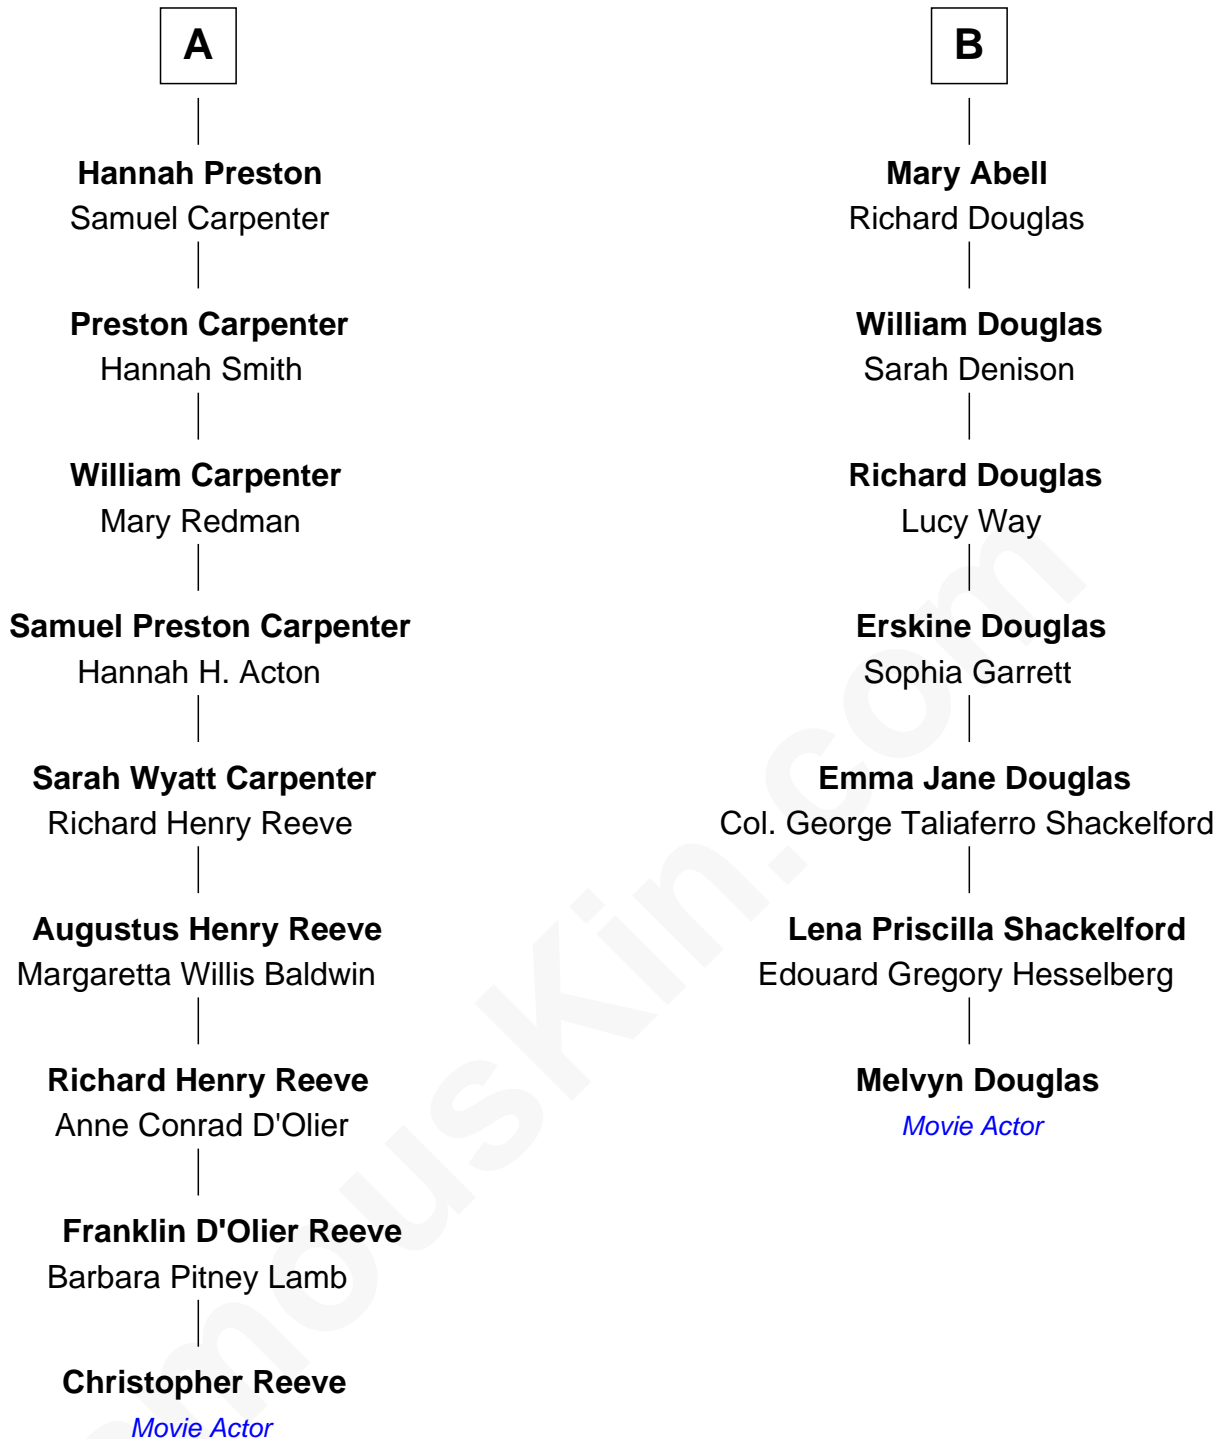 A
Hannah Preston
Samuel Carpenter
Preston Carpenter
Hannah Smith
William Carpenter
Mary Redman
Samuel Preston Carpenter
Hannah H. Acton
Sarah Wyatt Carpenter
Richard Henry Reeve
Augustus Henry Reeve
Margaretta Willis Baldwin
Richard Henry Reeve
Anne Conrad D'Olier
Franklin D'Olier Reeve
Barbara Pitney Lamb
Christopher Reeve
Movie Actor
B
Mary Abell
Richard Douglas
William Douglas
Sarah Denison
Richard Douglas
Lucy Way
Erskine Douglas
Sophia Garrett
Emma Jane Douglas
Col. George Taliaferro Shackelford
Lena Priscilla Shackelford
Edouard Gregory Hesselberg
Melvyn Douglas
Movie Actor
mousKin.com